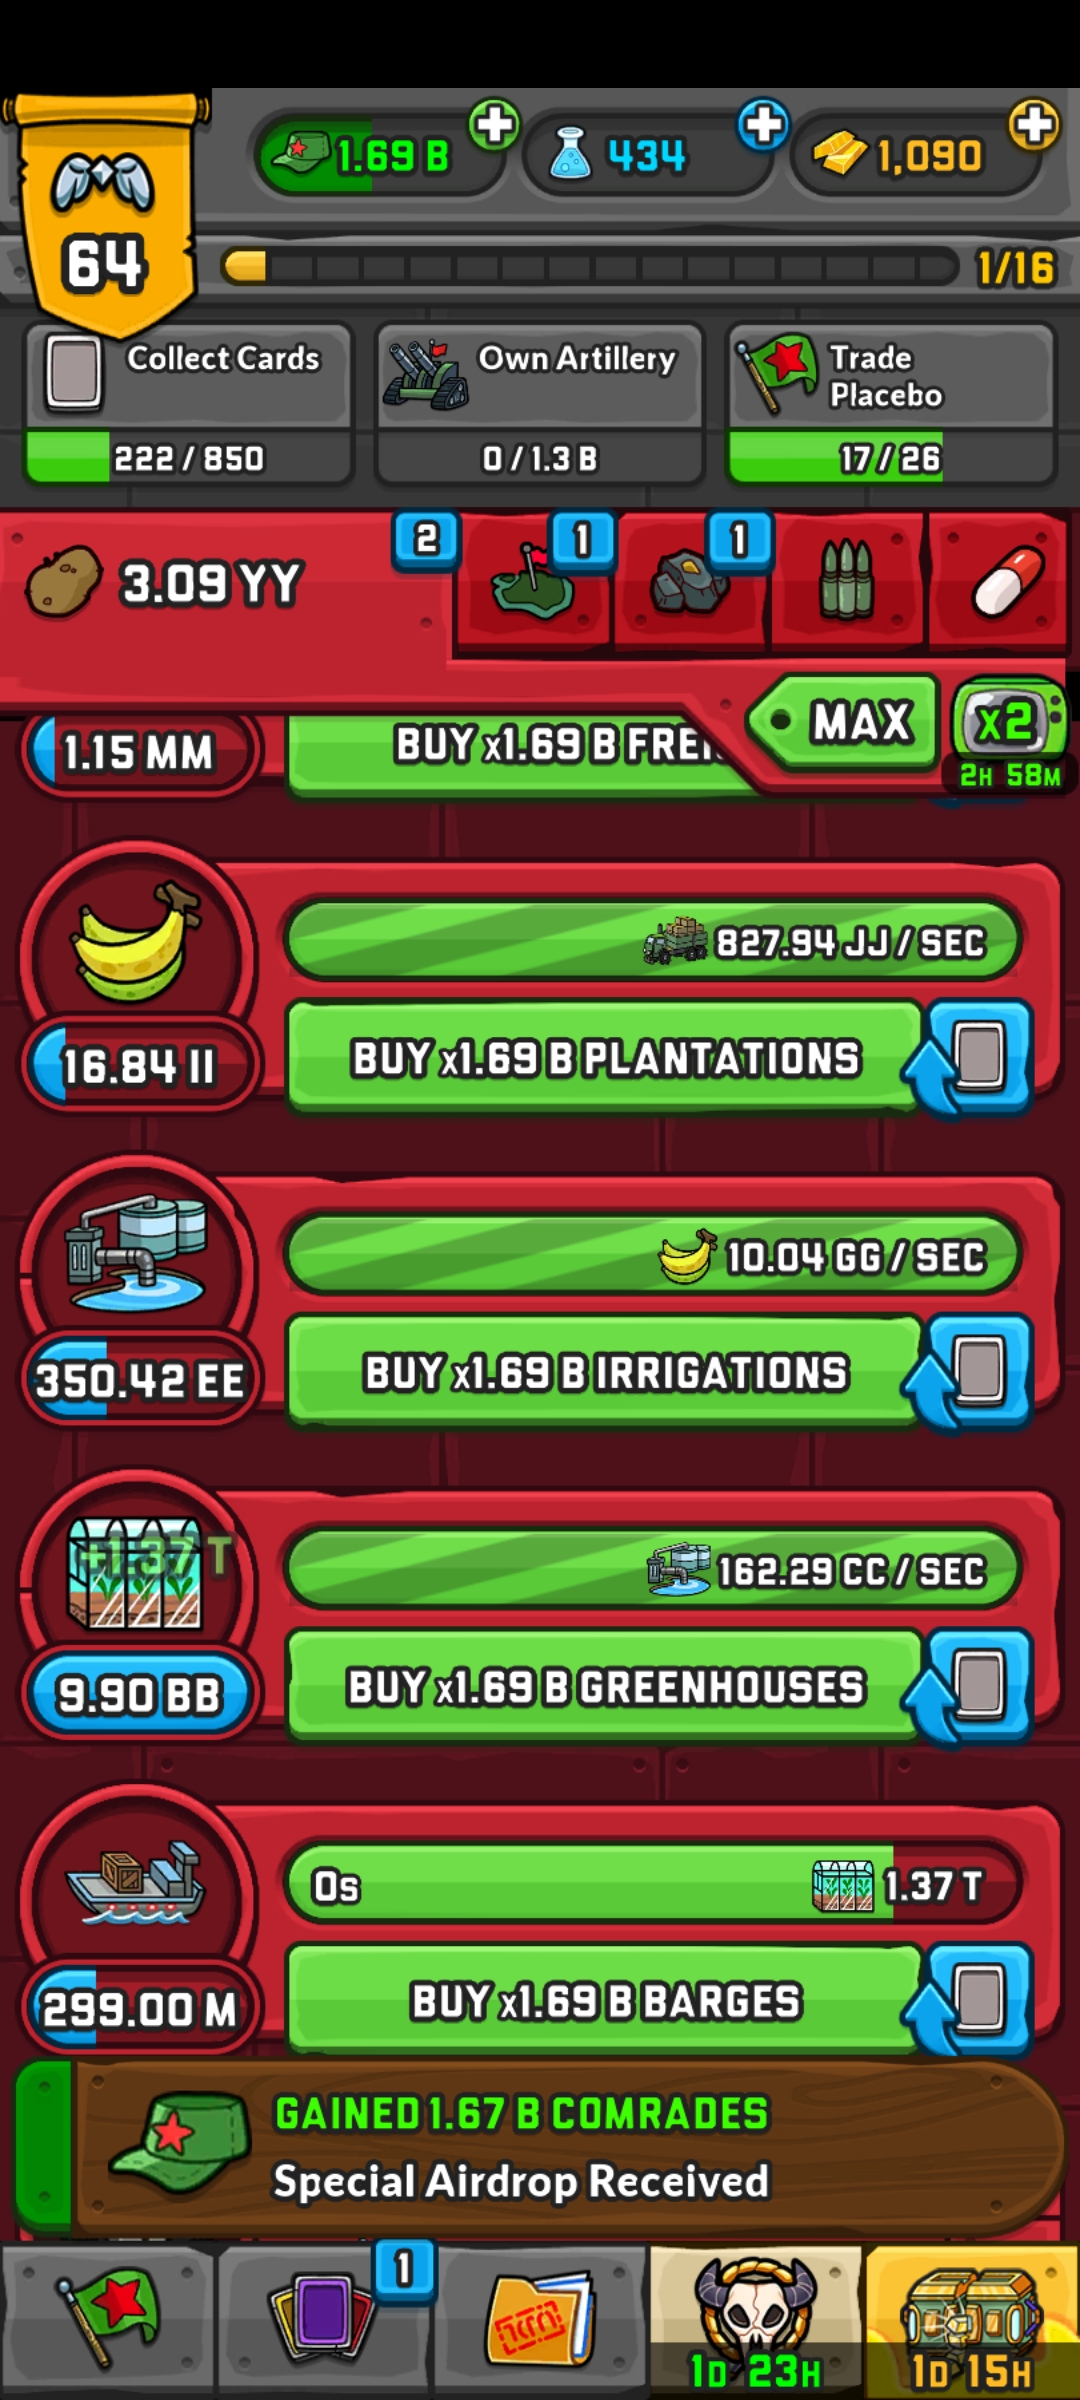 1.69 B
434
1,090
64
1/16
Collect Cards
222 / 850
Own Artillery
0 / 1.3 B
Trade
Placebo
17 / 26
3.09 YY
2
1
1
MAX
x2
2H 58M
1.15 MM
BUY x1.69 B
827.94 JJ / SEC
16.84 II
BUY x1.69 B PLANTATIONS
10.04 GG / SEC
350.42 EE
BUY x1.69 B IRRIGATIONS
+1.37 T
162.29 CC / SEC
9.90 BB
BUY x1.69 B GREENHOUSES
0s
1.37 T
299.00 M
BUY x1.69 B BARGES
GAINED 1.67 B COMRADES
Special Airdrop Received
1
1D 23H
1D 15H